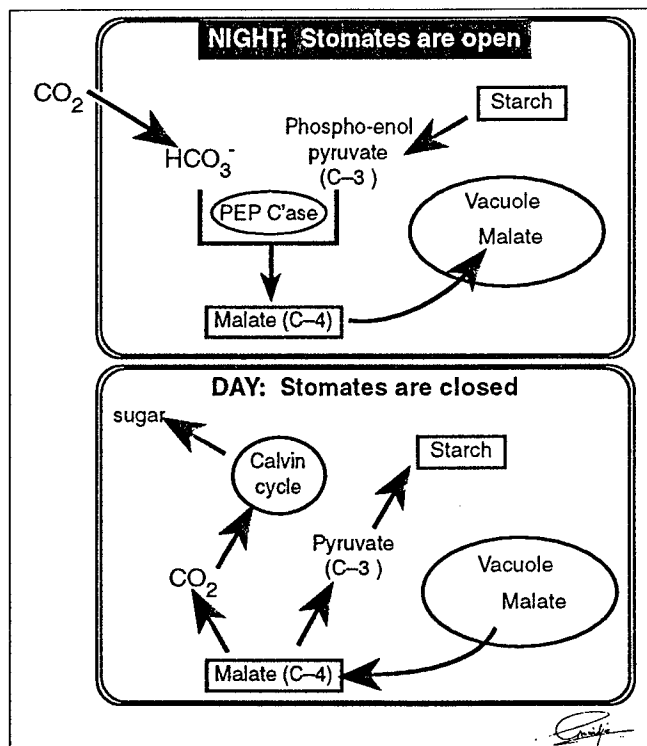 NIGHT: Stomates are open
CO2
HCO3-
Phospho-enol
pyruvate
(C–3 )
Starch
PEP C'ase
Vacuole
Malate
Malate (C–4)
DAY: Stomates are closed
sugar
Calvin
cycle
Starch
CO2
Pyruvate
(C–3 )
Vacuole
Malate
Malate (C–4)